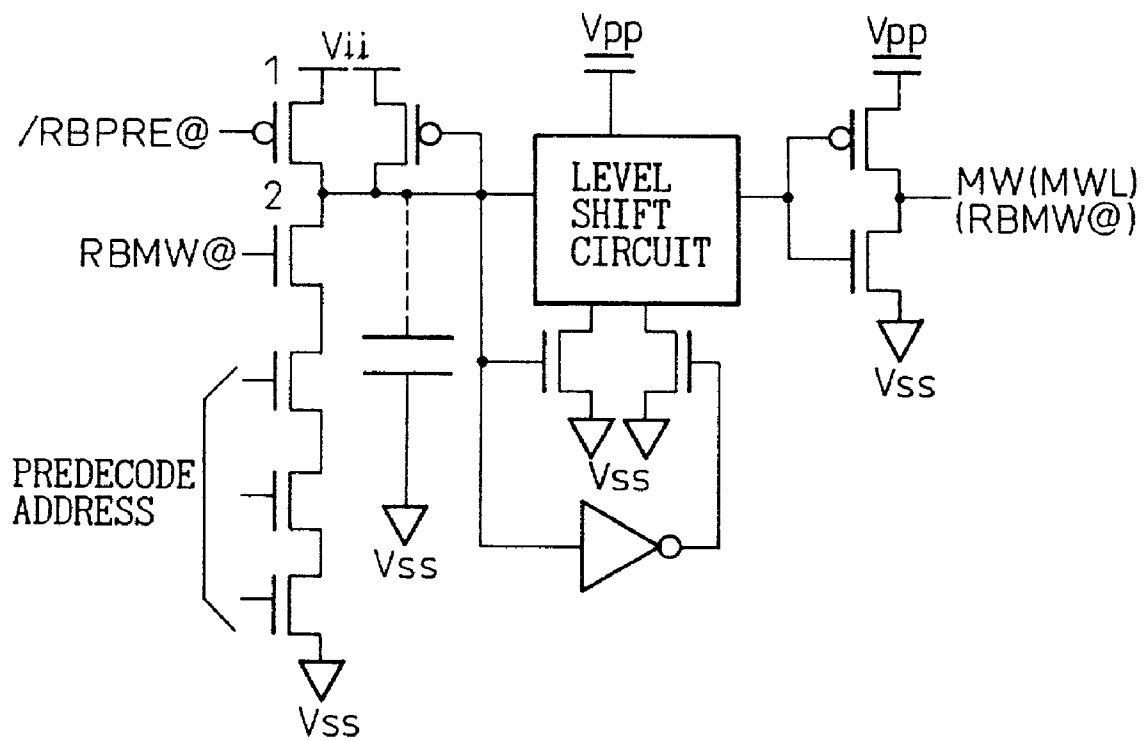 Vpp
Vpp
1
Vii
/RBPRE@
2
LEVEL
SHIFT
CIRCUIT
MW(MWL)
(RBMW@)
RBMW@
Vss
PREDECODE
ADDRESS
Vss
Vss
Vss